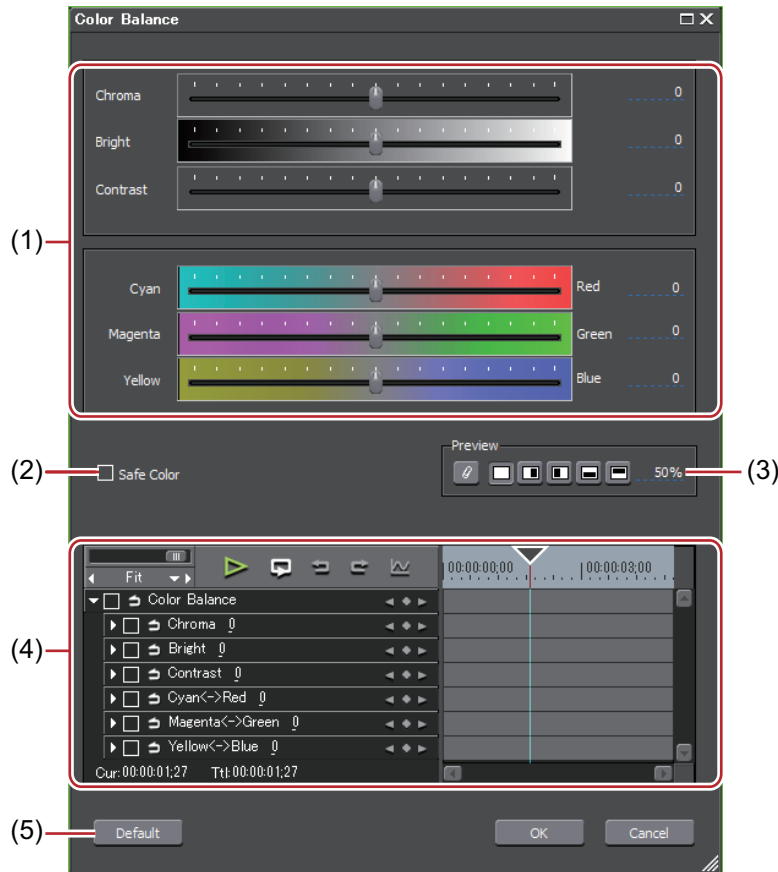 Color Balance
Chroma 0
Bright 0
Contrast 0
(1)
Cyan Red 0
Magenta Green 0
Yellow Blue 0
Preview
(2) Safe Color 50% (3)
00:00:00;00 00:00:03;00
Fit
Color Balance
Chroma 0
Bright 0
(4)
Contrast 0
Cyan<->Red 0
Magenta<->Green 0
Yellow<->Blue 0
Cur:00:00:01;27 Ttl:00:00:01;27
(5) Default OK Cancel